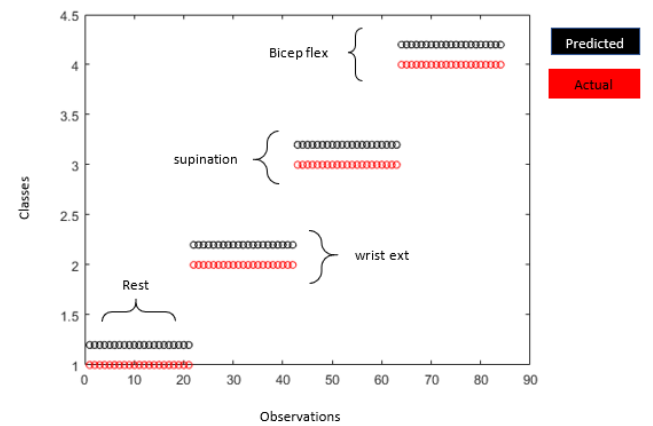 4.5
Bicep flex
Predicted
4
Actual
3.5
supination
3
Classes
2.5
wrist ext
2
Rest
1.5
1
0
10
20
30
40
50
60
70
80
90
Observations